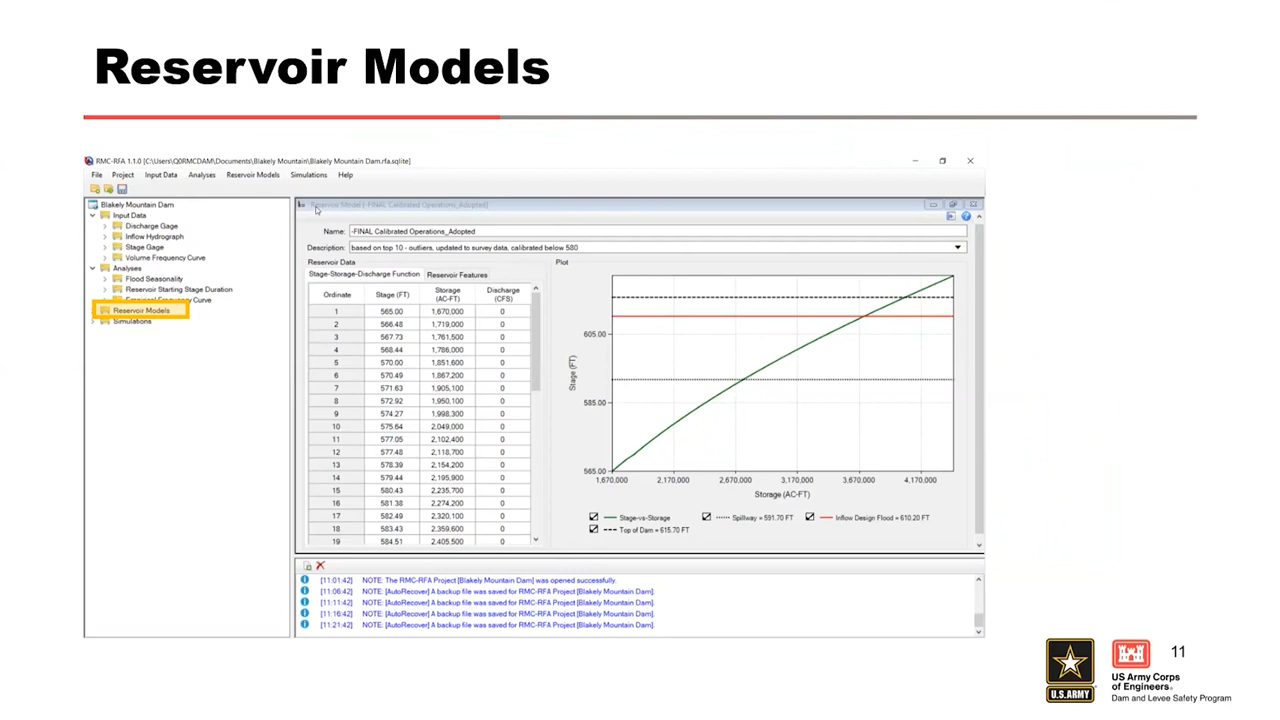 Reservoir Models
RMC-RFA 1.1.0 [C:\Users\Q0RMCDAM\Documents\Blakely Mountain\Blakely Mountain Dam.rfa.sqlite]
File Project Input Data Analyses Reservoir Models Simulations Help
Blakely Mountain Dam
Input Data
Discharge Gage
Inflow Hydrograph
Stage Gage
Volume Frequency Curve
Analyses
Flood Seasonality
Reservoir Starting Stage Duration
Empirical Frequency Curve
Reservoir Models
Simulations
Reservoir Model [-FINAL Calibrated Operations_Adopted]
Name: -FINAL Calibrated Operations_Adopted
Description: based on top 10 - outliers, updated to survey data, calibrated below 580
Reservoir Data
Stage-Storage-Discharge Function Reservoir Features
Ordinate Stage (FT) Storage (AC-FT) Discharge (CFS)
1 565.00 1,670,000 0
2 566.48 1,719,000 0
3 567.73 1,761,500 0
4 568.44 1,786,000 0
5 570.00 1,851,600 0
6 570.49 1,867,200 0
7 571.63 1,905,100 0
8 572.92 1,950,100 0
9 574.27 1,998,300 0
10 575.64 2,049,000 0
11 577.05 2,102,400 0
12 577.48 2,118,700 0
13 578.39 2,154,200 0
14 579.44 2,195,900 0
15 580.43 2,235,700 0
16 581.38 2,274,200 0
17 582.49 2,320,100 0
18 583.43 2,359,600 0
19 584.51 2,405,500 0
Plot
Stage (FT)
605.00
585.00
565.00
1,670,000 2,170,000 2,670,000 3,170,000 3,670,000 4,170,000
Storage (AC-FT)
Stage-vs-Storage Spillway = 591.70 FT Inflow Design Flood = 610.20 FT
Top of Dam = 615.70 FT
[11:01:42] NOTE: The RMC-RFA Project [Blakely Mountain Dam] was opened successfully.
[11:06:42] NOTE: [AutoRecover] A backup file was saved for RMC-RFA Project [Blakely Mountain Dam].
[11:11:42] NOTE: [AutoRecover] A backup file was saved for RMC-RFA Project [Blakely Mountain Dam].
[11:16:42] NOTE: [AutoRecover] A backup file was saved for RMC-RFA Project [Blakely Mountain Dam].
[11:21:42] NOTE: [AutoRecover] A backup file was saved for RMC-RFA Project [Blakely Mountain Dam].
U.S. ARMY
US Army Corps
of Engineers®
Dam and Levee Safety Program
11